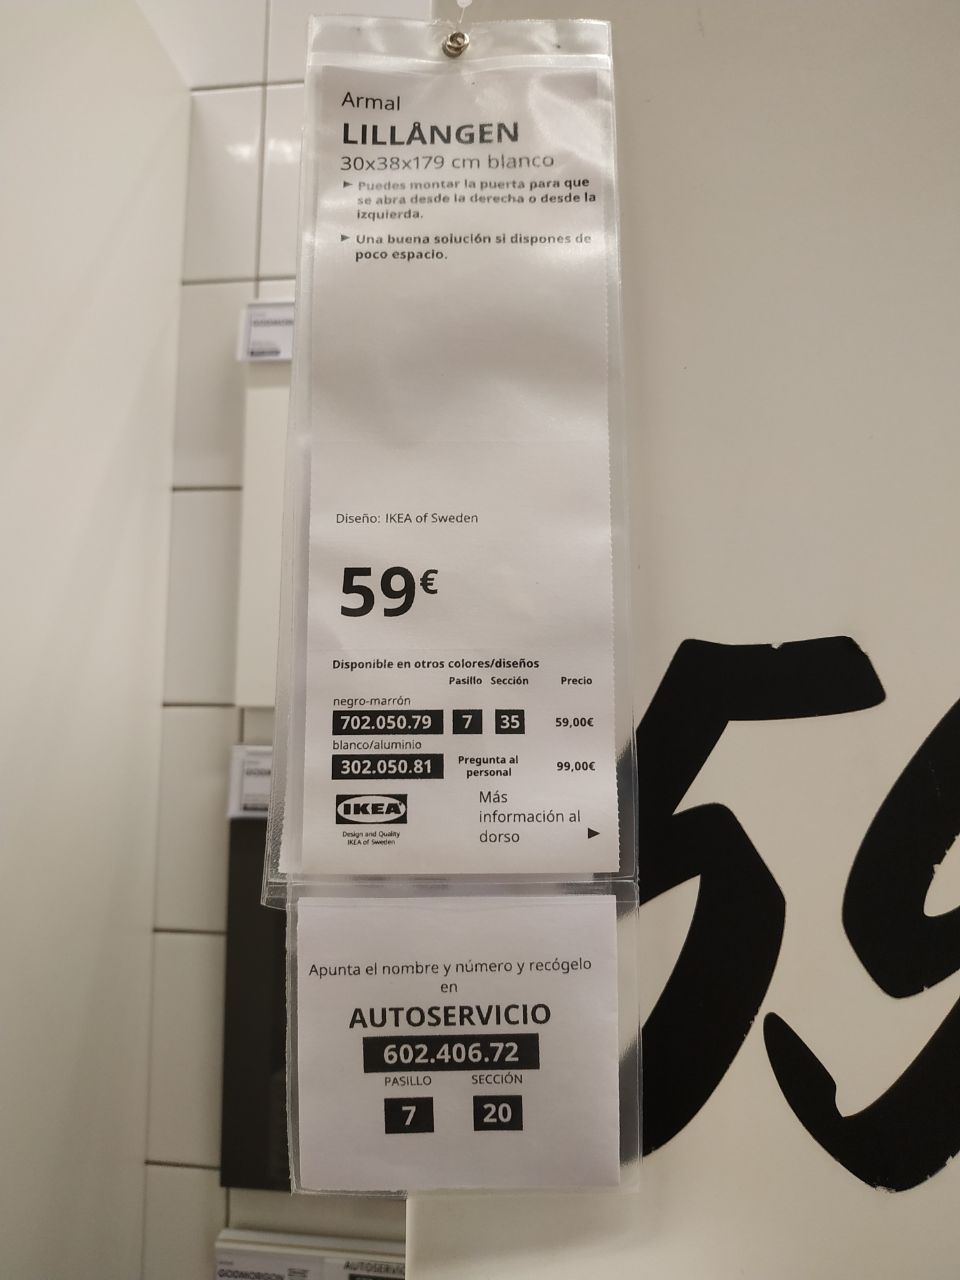 Armal
LILLÅNGEN
30x38x179 cm blanco
► Puedes montar la puerta para que
se abra desde la derecha o desde la
izquierda.
► Una buena solución si dispones de
poco espacio.
Diseño: IKEA of Sweden
59€
Disponible en otros colores/diseños
Pasillo Sección Precio
negro-marrón
702.050.79 7 35 59,00€
blanco/aluminio
302.050.81 Pregunta al personal 99,00€
IKEA
Design and Quality
IKEA of Sweden
Más
información al
dorso ►
Apunta el nombre y número y recógelo
en
AUTOSERVICIO
602.406.72
PASILLO SECCIÓN
7 20
59
GODMORGON